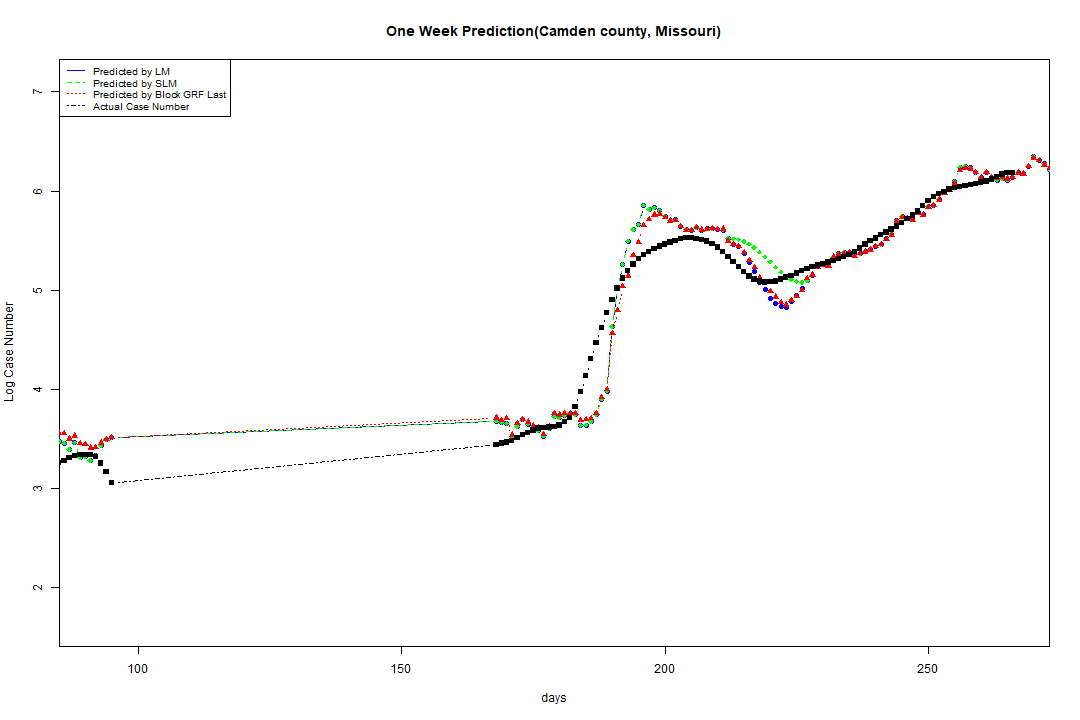 One Week Prediction(Camden county, Missouri)
Predicted by LM
Predicted by SLM
Predicted by Block GRF Last
Actual Case Number
7
6
5
4
3
2
Log Case Number
100
150
200
250
days